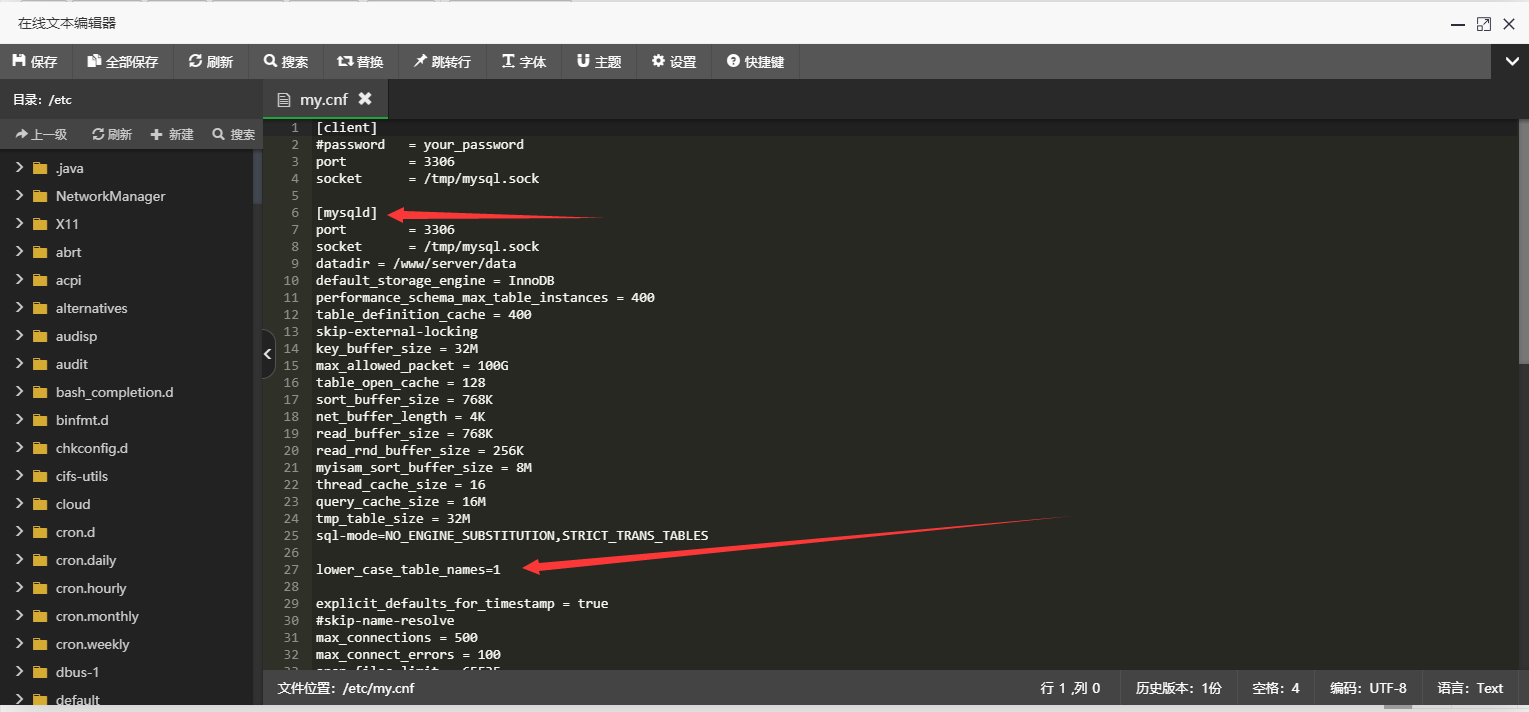 在线文本编辑器
保存 全部保存 刷新 搜索 替换 跳转行 字体 主题 设置 快捷键
目录：/etc
上一级 刷新 新建 搜索
.java
NetworkManager
X11
abrt
acpi
alternatives
audisp
audit
bash_completion.d
binfmt.d
chkconfig.d
cifs-utils
cloud
cron.d
cron.daily
cron.hourly
cron.monthly
cron.weekly
dbus-1
default
my.cnf
1 [client]
2 #password   = your_password
3 port        = 3306
4 socket      = /tmp/mysql.sock
5
6 [mysqld]
7 port        = 3306
8 socket      = /tmp/mysql.sock
9 datadir = /www/server/data
10 default_storage_engine = InnoDB
11 performance_schema_max_table_instances = 400
12 table_definition_cache = 400
13 skip-external-locking
14 key_buffer_size = 32M
15 max_allowed_packet = 100G
16 table_open_cache = 128
17 sort_buffer_size = 768K
18 net_buffer_length = 4K
19 read_buffer_size = 768K
20 read_rnd_buffer_size = 256K
21 myisam_sort_buffer_size = 8M
22 thread_cache_size = 16
23 query_cache_size = 16M
24 tmp_table_size = 32M
25 sql-mode=NO_ENGINE_SUBSTITUTION,STRICT_TRANS_TABLES
26
27 lower_case_table_names=1
28
29 explicit_defaults_for_timestamp = true
30 #skip-name-resolve
31 max_connections = 500
32 max_connect_errors = 100
文件位置：/etc/my.cnf 行 1 ,列 0 历史版本：1份 空格：4 编码：UTF-8 语言：Text